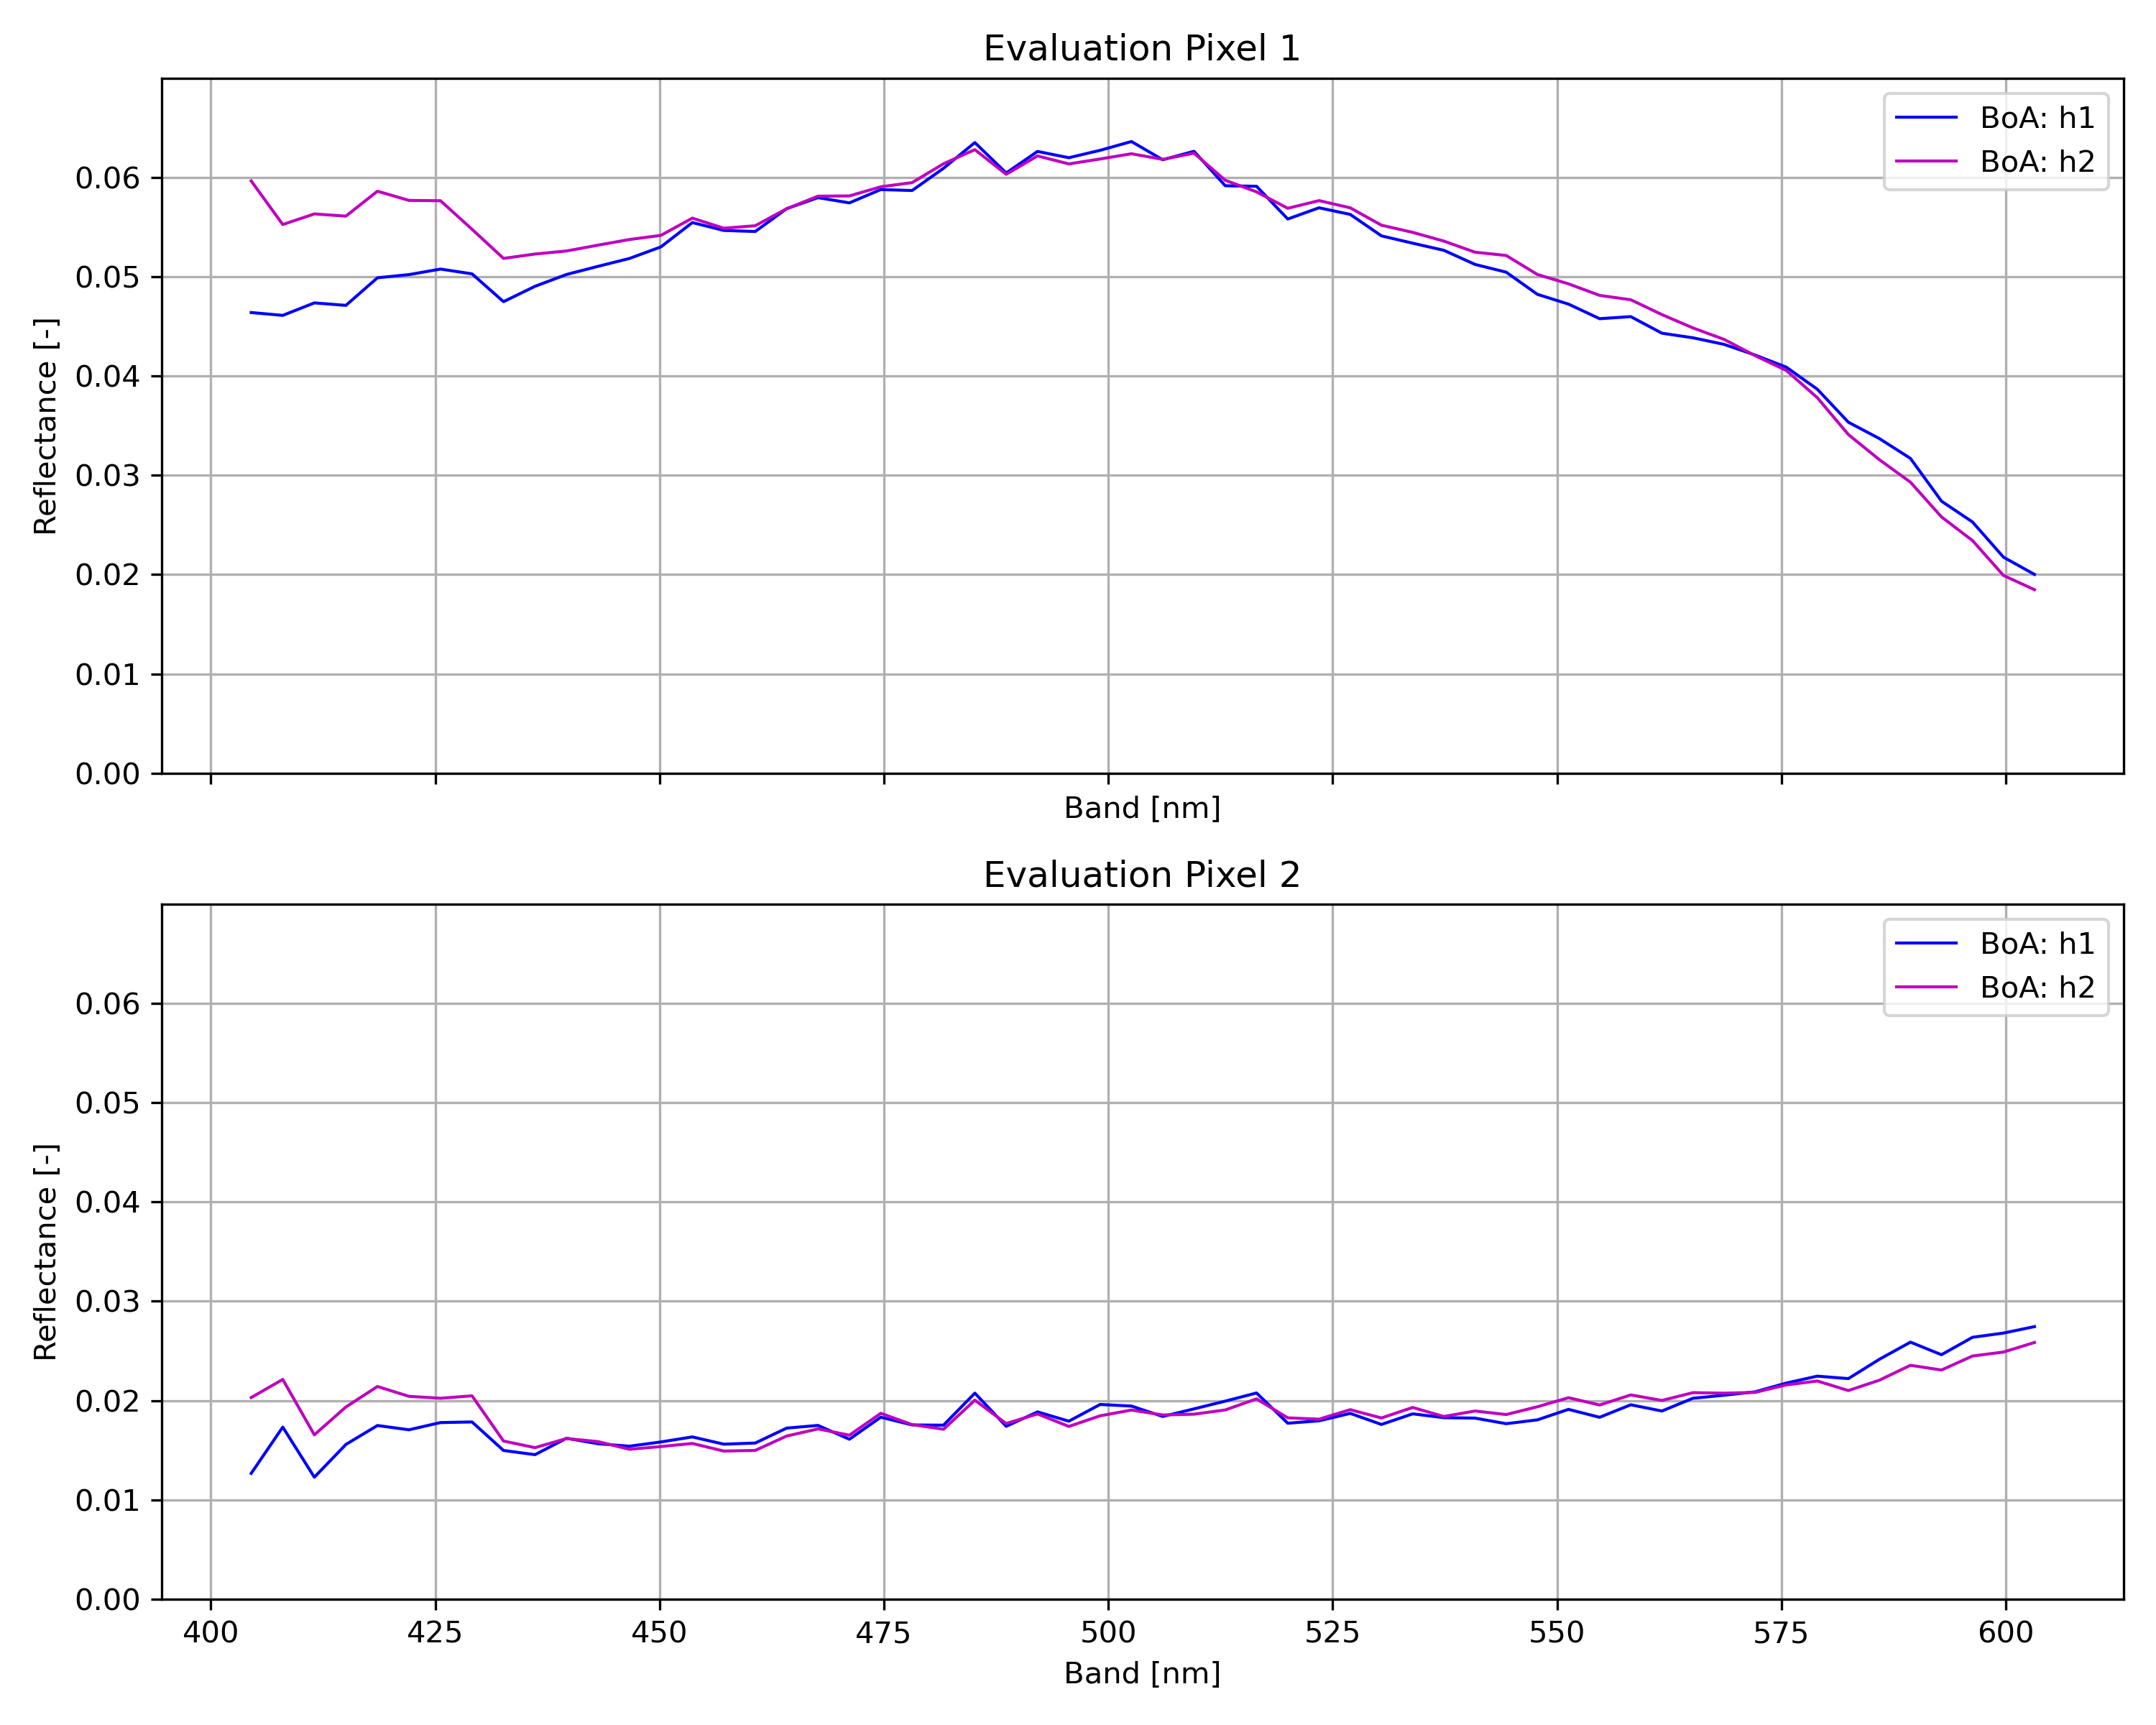 Evaluation Pixel 1
BoA: h1
BoA: h2
0.06
0.05
0.04
0.03
0.02
0.01
0.00
Reflectance [-]
Band [nm]
Evaluation Pixel 2
BoA: h1
BoA: h2
0.06
0.05
0.04
0.03
0.02
0.01
0.00
Reflectance [-]
400 425 450 475 500 525 550 575 600
Band [nm]